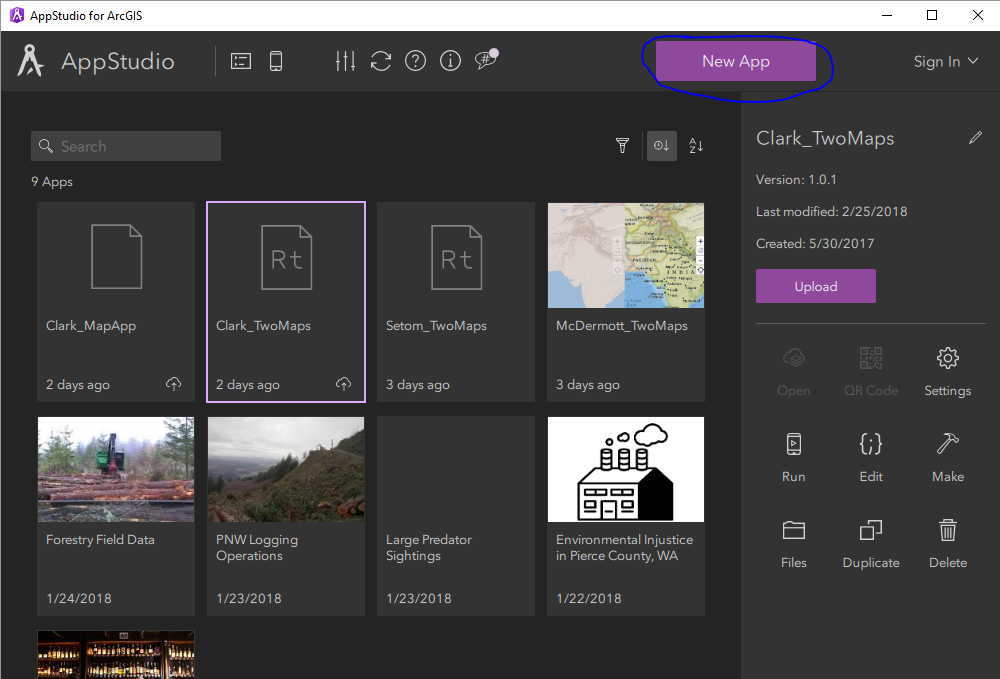 AppStudio for ArcGIS
AppStudio
New App
Sign In
Search
9 Apps
Clark_MapApp
2 days ago
Rt
Clark_TwoMaps
2 days ago
Rt
Setom_TwoMaps
3 days ago
PAKISTAN
INDIA
McDermott_TwoMaps
3 days ago
Forestry Field Data
1/24/2018
PNW Logging
Operations
1/23/2018
Large Predator
Sightings
1/23/2018
Environmental Injustice
in Pierce County, WA
1/22/2018
Clark_TwoMaps
Version: 1.0.1
Last modified: 2/25/2018
Created: 5/30/2017
Upload
Open
QR Code
Settings
Run
Edit
Make
Files
Duplicate
Delete